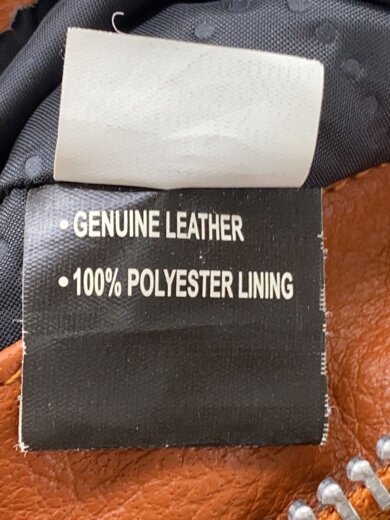 • GENUINE LEATHER
• 100% POLYESTER LINING